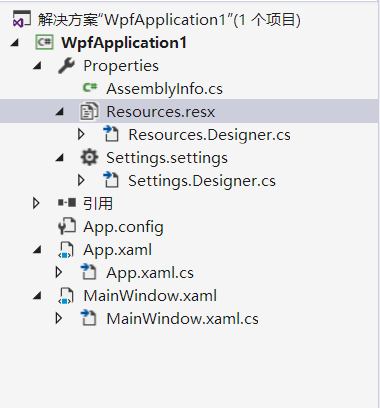 解决方案“WpfApplication1”(1 个项目)
WpfApplication1
Properties
AssemblyInfo.cs
Resources.resx
Resources.Designer.cs
Settings.settings
Settings.Designer.cs
引用
App.config
App.xaml
App.xaml.cs
MainWindow.xaml
MainWindow.xaml.cs